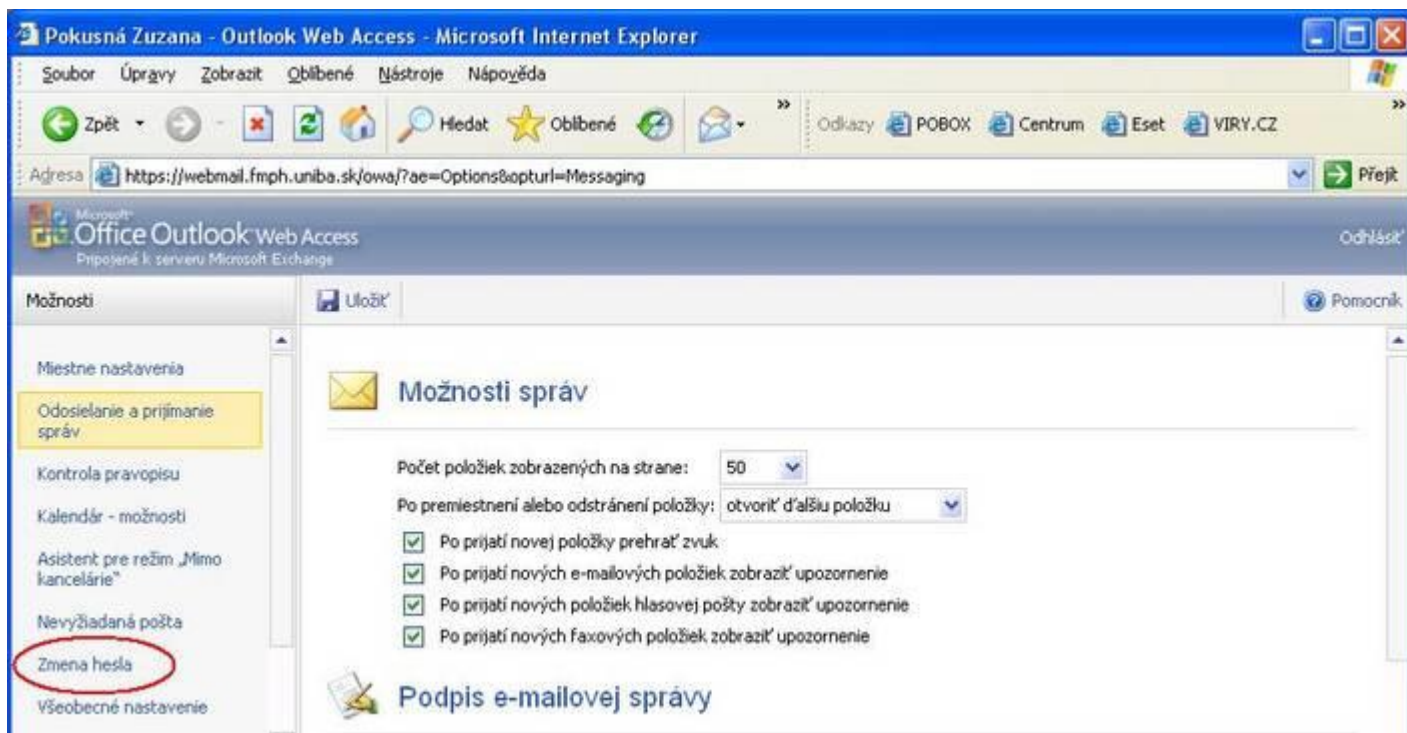 Pokusná Zuzana - Outlook Web Access - Microsoft Internet Explorer
Soubor Úpravy Zobrazit Oblíbené Nástroje Nápověda
Zpět Hledat Oblíbené » Odkazy POBOX Centrum Eset VIRY.CZ »
Adresa https://webmail.fmph.uniba.sk/owa/?ae=Options&opturl=Messaging Přejít
Microsoft
Office Outlook Web Access
Pripojené k serveru Microsoft Exchange
Odhlásiť
Možnosti Uložiť Pomocník
Miestne nastavenia
Odosielanie a prijímanie
správ
Kontrola pravopisu
Kalendár - možnosti
Asistent pre režim „Mimo
kancelárie“
Nevyžiadaná pošta
Zmena hesla
Všeobecné nastavenie
Možnosti správ
Počet položiek zobrazených na strane: 50
Po premiestnení alebo odstránení položky: otvoriť ďalšiu položku
Po prijatí novej položky prehrať zvuk
Po prijatí nových e-mailových položiek zobraziť upozornenie
Po prijatí nových položiek hlasovej pošty zobraziť upozornenie
Po prijatí nových faxových položiek zobraziť upozornenie
Podpis e-mailovej správy